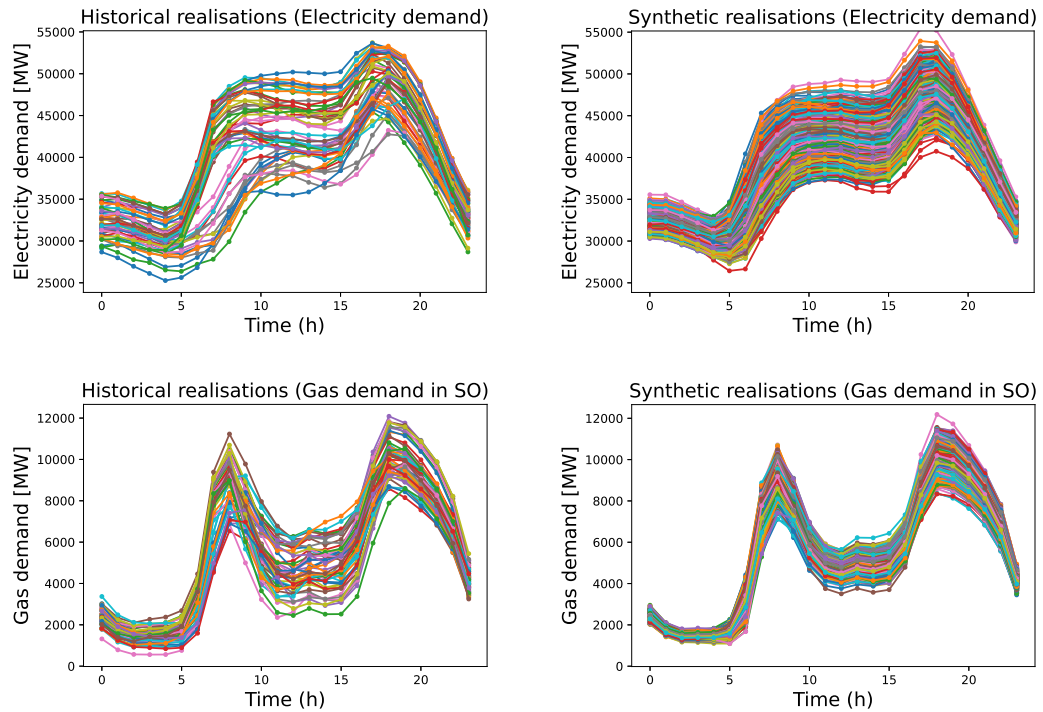 Historical realisations (Electricity demand)
55000
50000
45000
40000
35000
30000
25000
Electricity demand [MW]
0 5 10 15 20
Time (h)
Synthetic realisations (Electricity demand)
55000
50000
45000
40000
35000
30000
25000
Electricity demand [MW]
0 5 10 15 20
Time (h)
Historical realisations (Gas demand in SO)
12000
10000
8000
6000
4000
2000
0
Gas demand [MW]
0 5 10 15 20
Time (h)
Synthetic realisations (Gas demand in SO)
12000
10000
8000
6000
4000
2000
0
Gas demand [MW]
0 5 10 15 20
Time (h)